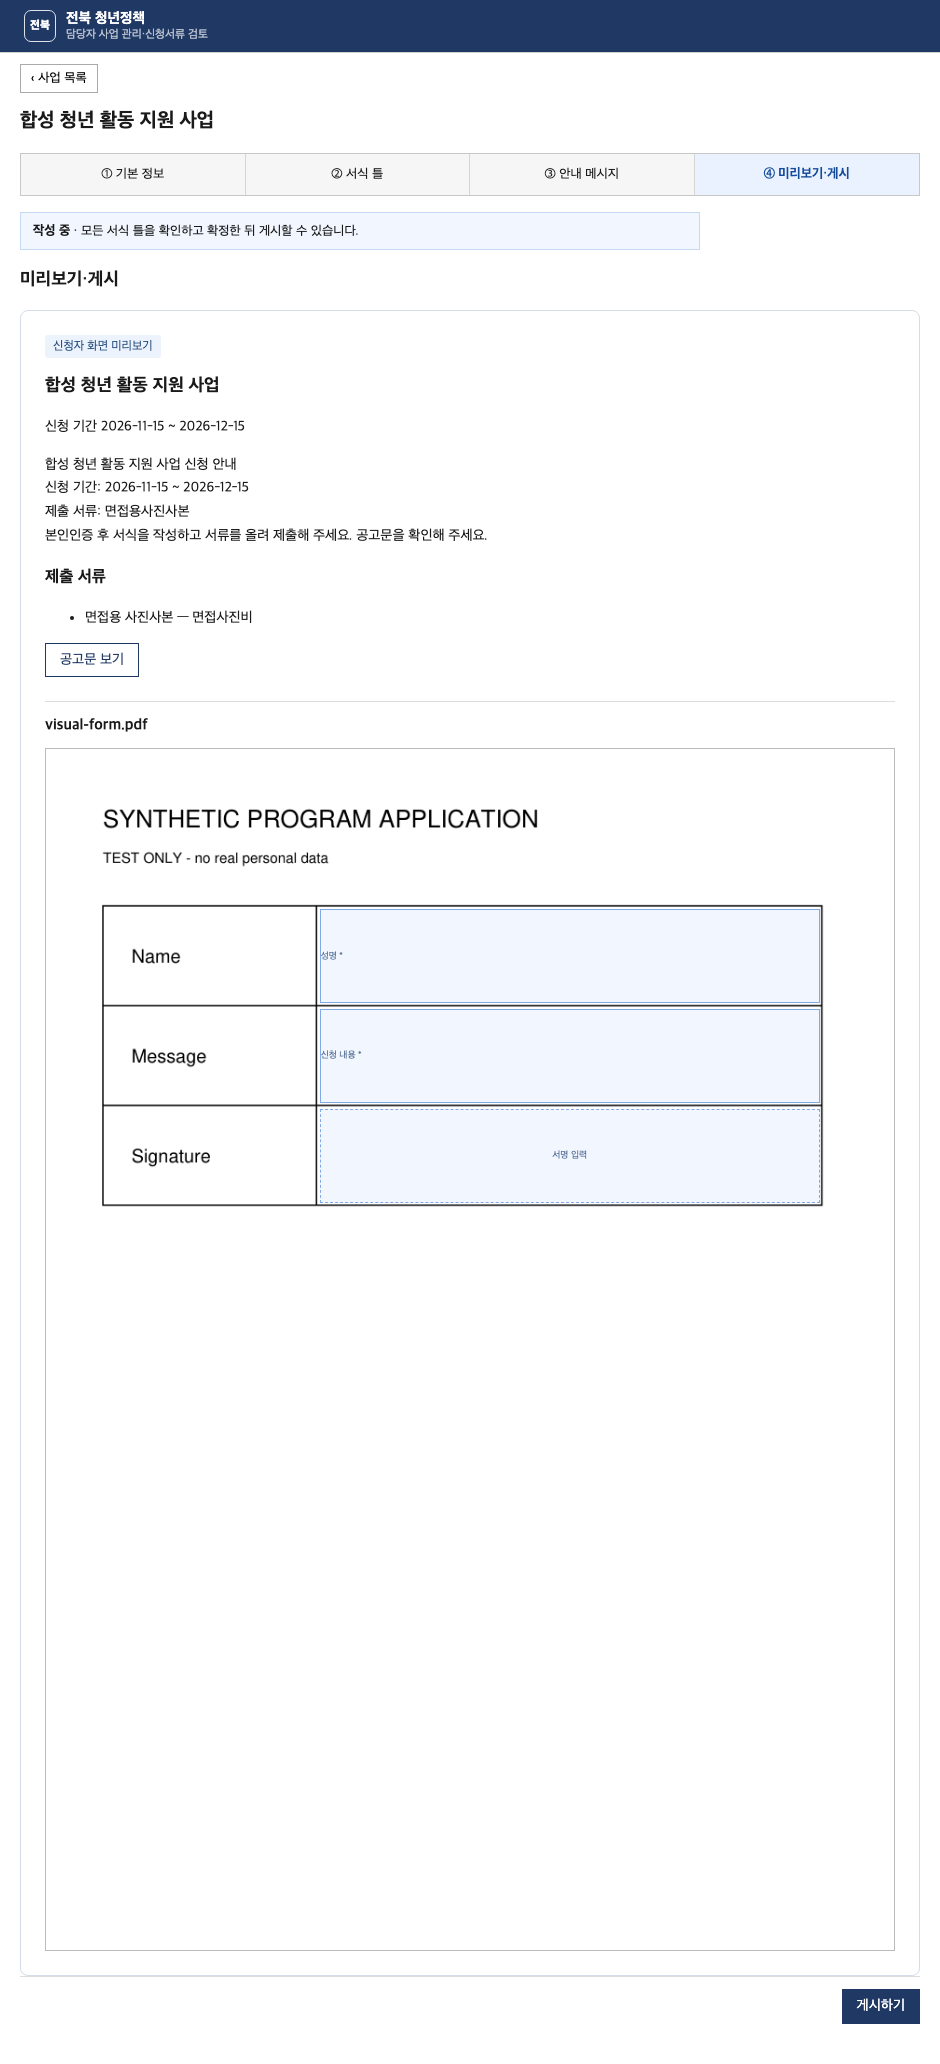 전북
전북 청년정책
담당자 사업 관리·신청서류 검토
‹ 사업 목록
합성 청년 활동 지원 사업
① 기본 정보
② 서식 틀
③ 안내 메시지
④ 미리보기·게시
작성 중 · 모든 서식 틀을 확인하고 확정한 뒤 게시할 수 있습니다.
미리보기·게시
신청자 화면 미리보기
합성 청년 활동 지원 사업
신청 기간 2026-11-15 ~ 2026-12-15
합성 청년 활동 지원 사업 신청 안내
신청 기간: 2026-11-15 ~ 2026-12-15
제출 서류: 면접용사진사본
본인인증 후 서식을 작성하고 서류를 올려 제출해 주세요. 공고문을 확인해 주세요.
제출 서류
• 면접용 사진사본 — 면접사진비
공고문 보기
visual-form.pdf
SYNTHETIC PROGRAM APPLICATION
TEST ONLY - no real personal data
Name
성명 *
Message
신청 내용 *
Signature
서명 입력
게시하기